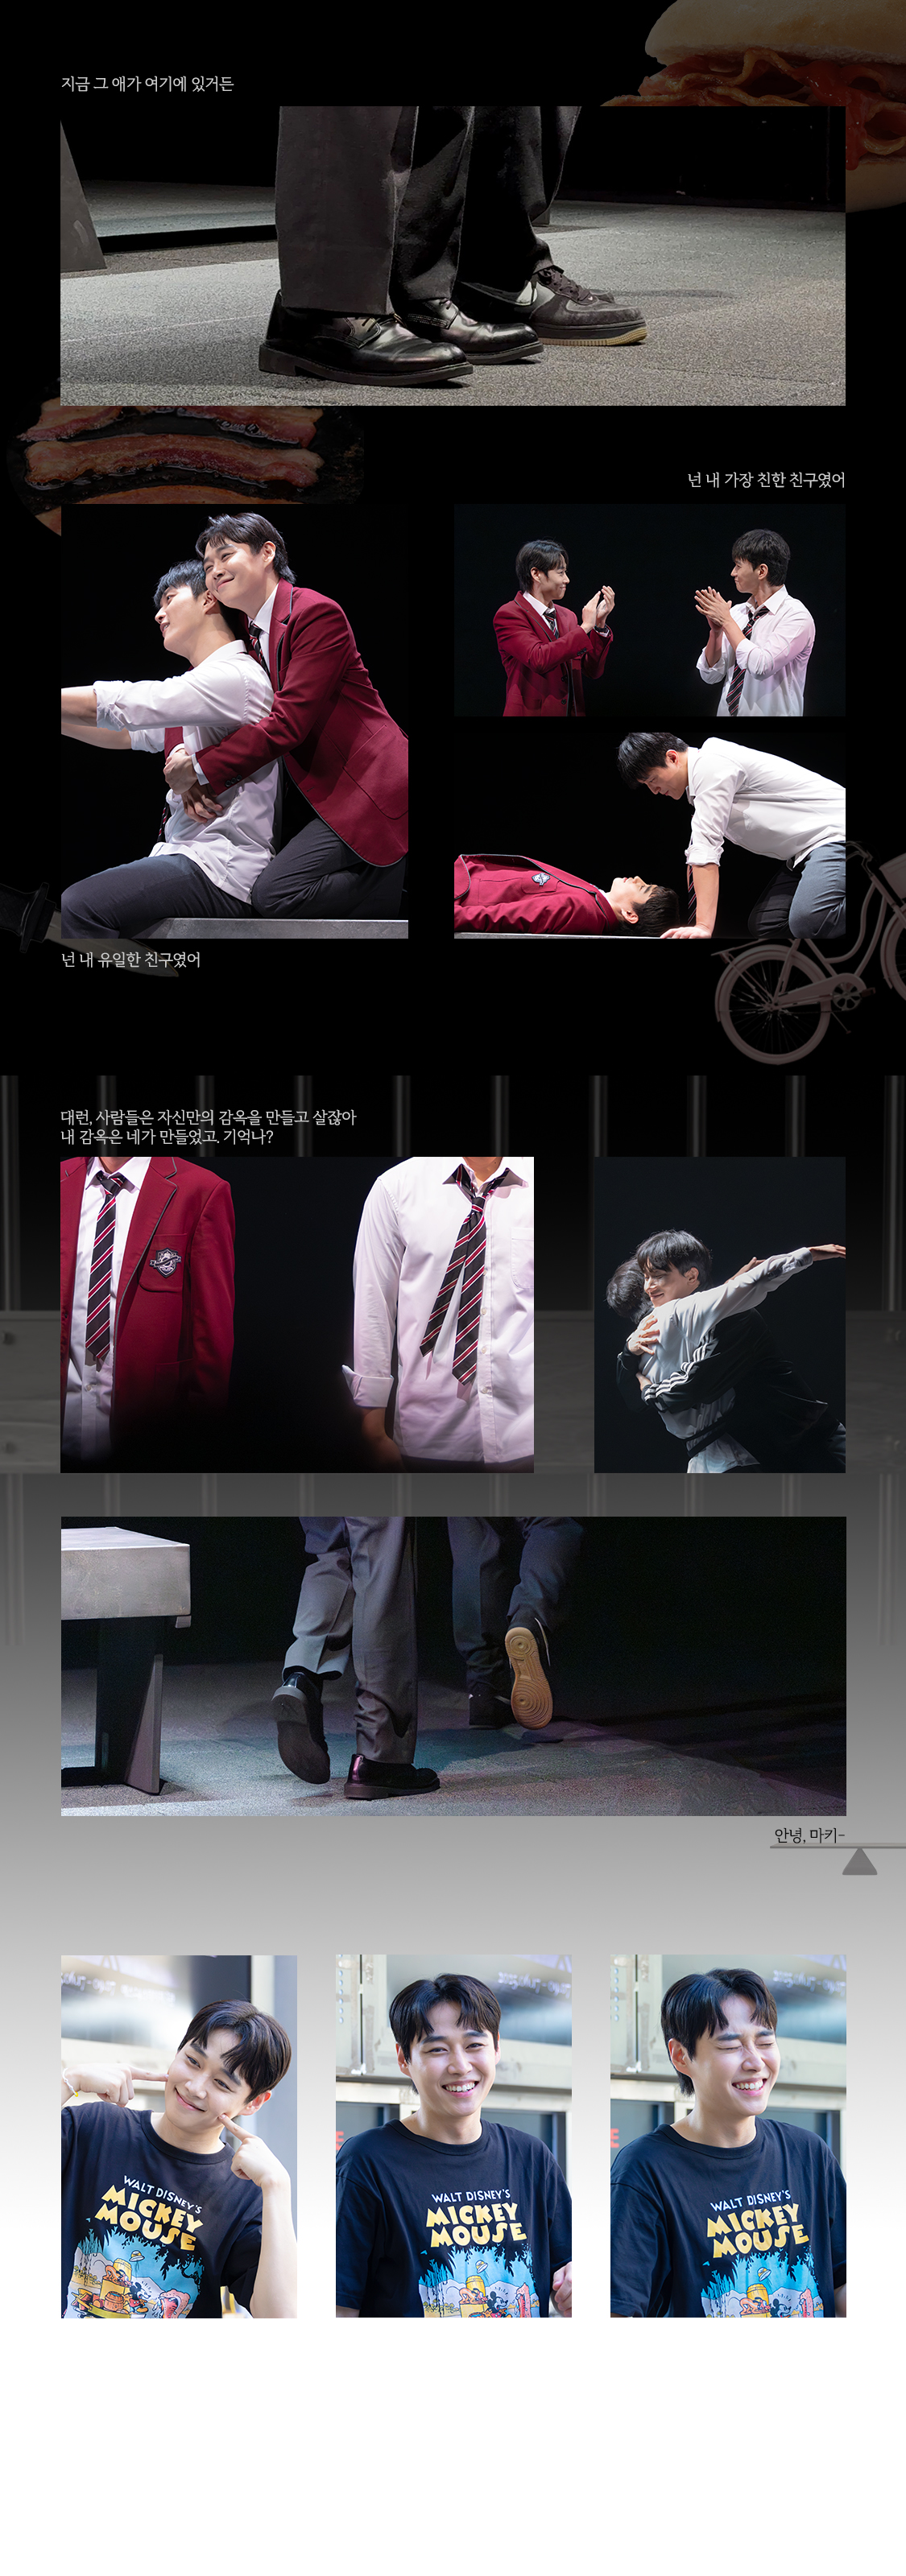 지금 그 애가 여기에 있거든
넌 내 가장 친한 친구였어
넌 내 유일한 친구였어
대런, 사람들은 자신만의 감옥을 만들고 살잖아
내 감옥은 네가 만들었고. 기억나?
안녕, 마키-
WALT DISNEY'S
MICKEY
MOUSE
WALT DISNEY'S
MICKEY
MOUSE
WALT DISNEY'S
MICKEY
MOUSE